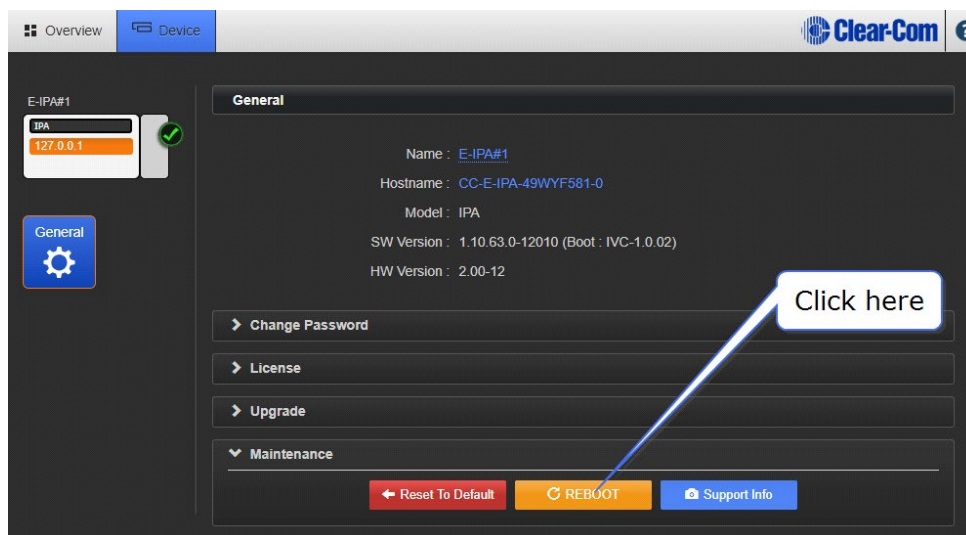 Overview
Device
Clear-Com
E-IPA#1
IPA
127.0.0.1
General
General
Name : E-IPA#1
Hostname : CC-E-IPA-49WYF581-0
Model : IPA
SW Version : 1.10.63.0-12010 (Boot : IVC-1.0.02)
HW Version : 2.00-12
Click here
Change Password
License
Upgrade
Maintenance
Reset To Default
REBOOT
Support Info